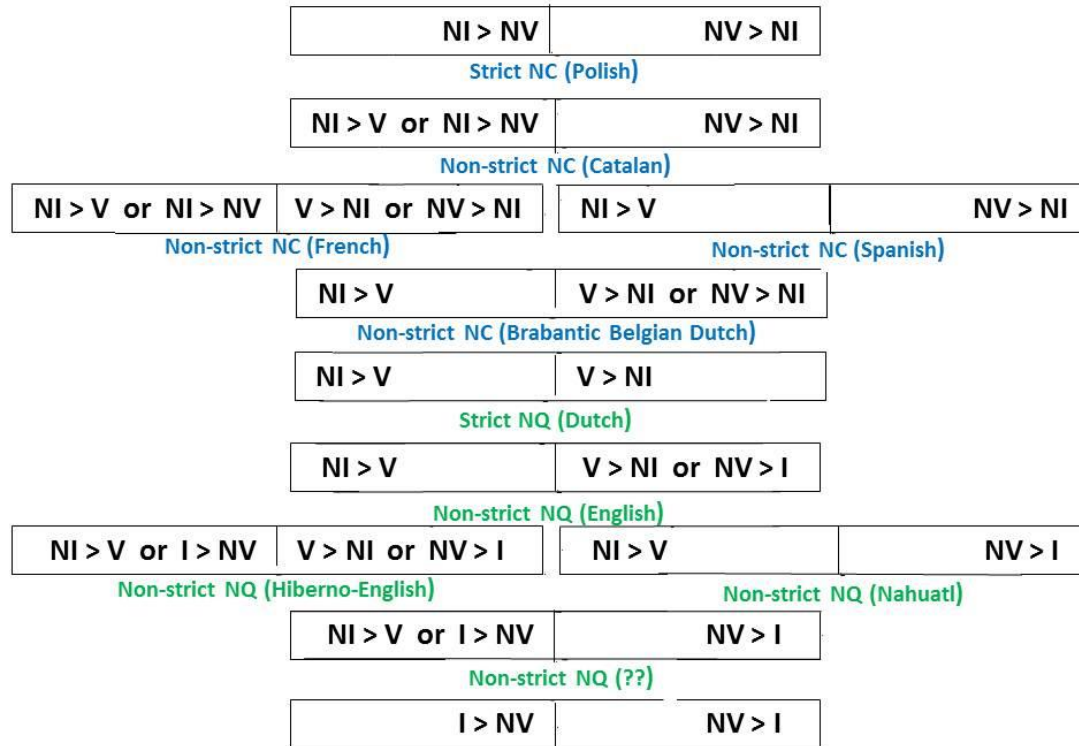 NI > NV NV > NI
Strict NC (Polish)
NI > V or NI > NV NV > NI
Non-strict NC (Catalan)
NI > V or NI > NV V > NI or NV > NI NI > V NV > NI
Non-strict NC (French) Non-strict NC (Spanish)
NI > V V > NI or NV > NI
Non-strict NC (Brabantic Belgian Dutch)
NI > V V > NI
Strict NQ (Dutch)
NI > V V > NI or NV > I
Non-strict NQ (English)
NI > V or I > NV V > NI or NV > I NI > V NV > I
Non-strict NQ (Hiberno-English) Non-strict NQ (Nahuatl)
NI > V or I > NV NV > I
Non-strict NQ (??)
I > NV NV > I